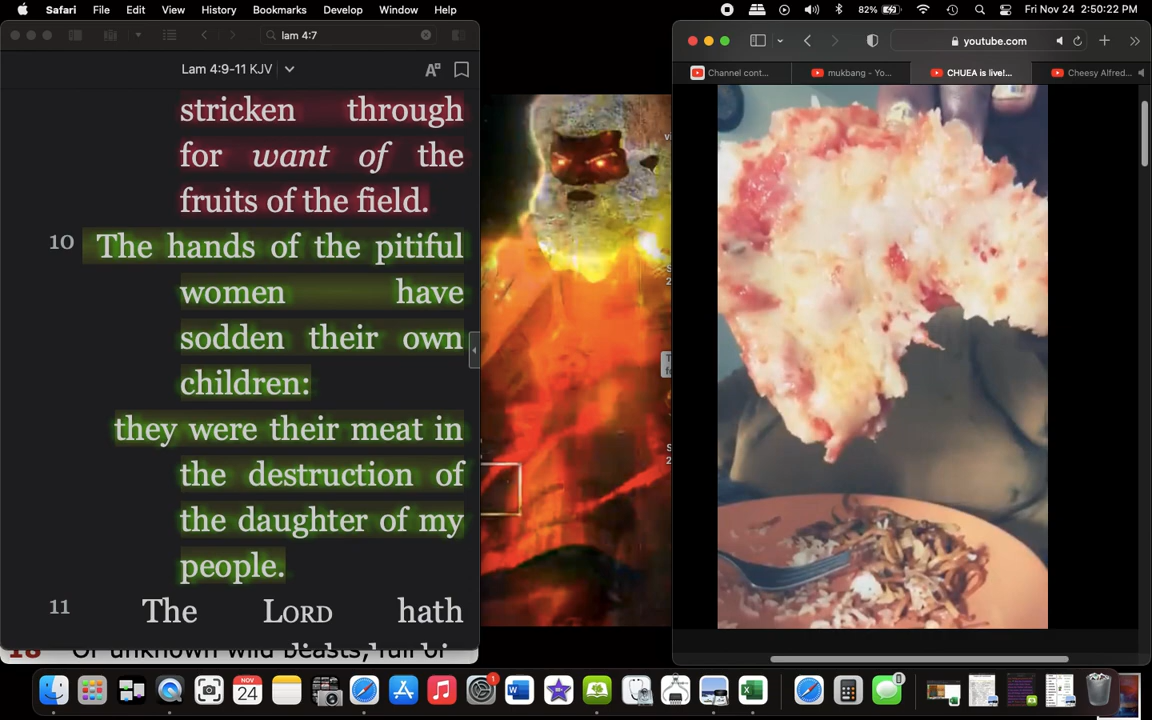 Safari File Edit View History Bookmarks Develop Window Help 82% Fri Nov 24 2:50:22 PM
lam 4:7
youtube.com
Lam 4:9-11 KJV
Channel cont... mukbang - Yo... CHUEA is live!... Cheesy Alfred...
stricken through
for want of the
fruits of the field.
10 The hands of the pitiful
women have
sodden their own
children:
they were their meat in
the destruction of
the daughter of my
people.
11 The LORD hath
NOV
24
1